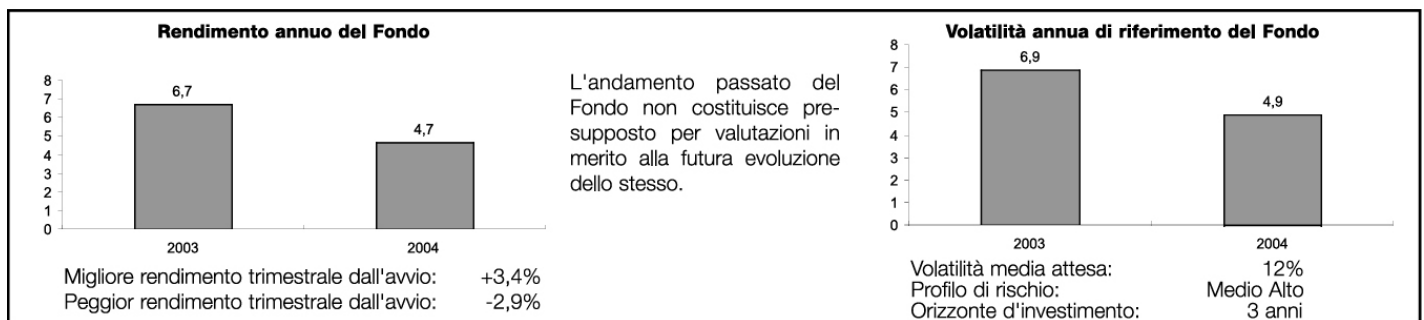 Rendimento annuo del Fondo
8
7
6
5
4
3
2
1
0
6,7
4,7
2003 2004
Migliore rendimento trimestrale dall'avvio: +3,4%
Peggior rendimento trimestrale dall'avvio: -2,9%
L'andamento passato del
Fondo non costituisce pre-
supposto per valutazioni in
merito alla futura evoluzione
dello stesso.
Volatilità annua di riferimento del Fondo
8
7
6
5
4
3
2
1
0
6,9
4,9
2003 2004
Volatilità media attesa: 12%
Profilo di rischio: Medio Alto
Orizzonte d'investimento: 3 anni